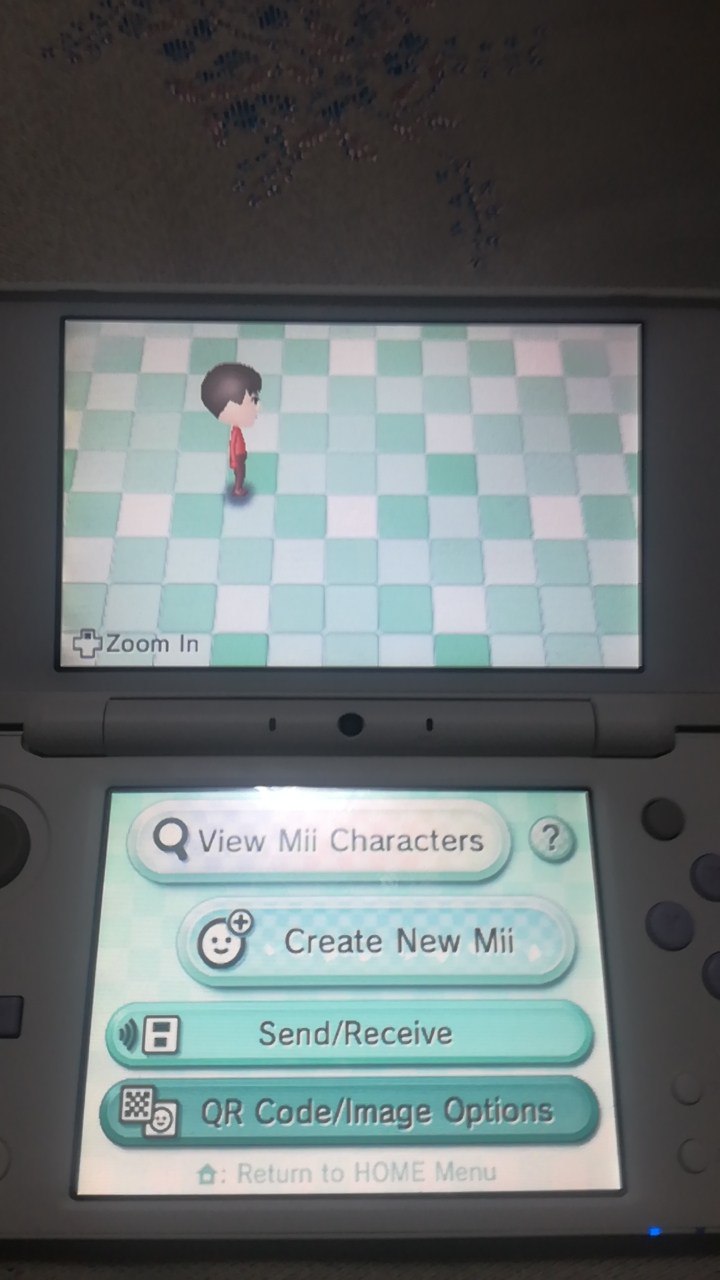 Zoom In
View Mii Characters
?
Create New Mii
Send/Receive
QR Code/Image Options
: Return to HOME Menu